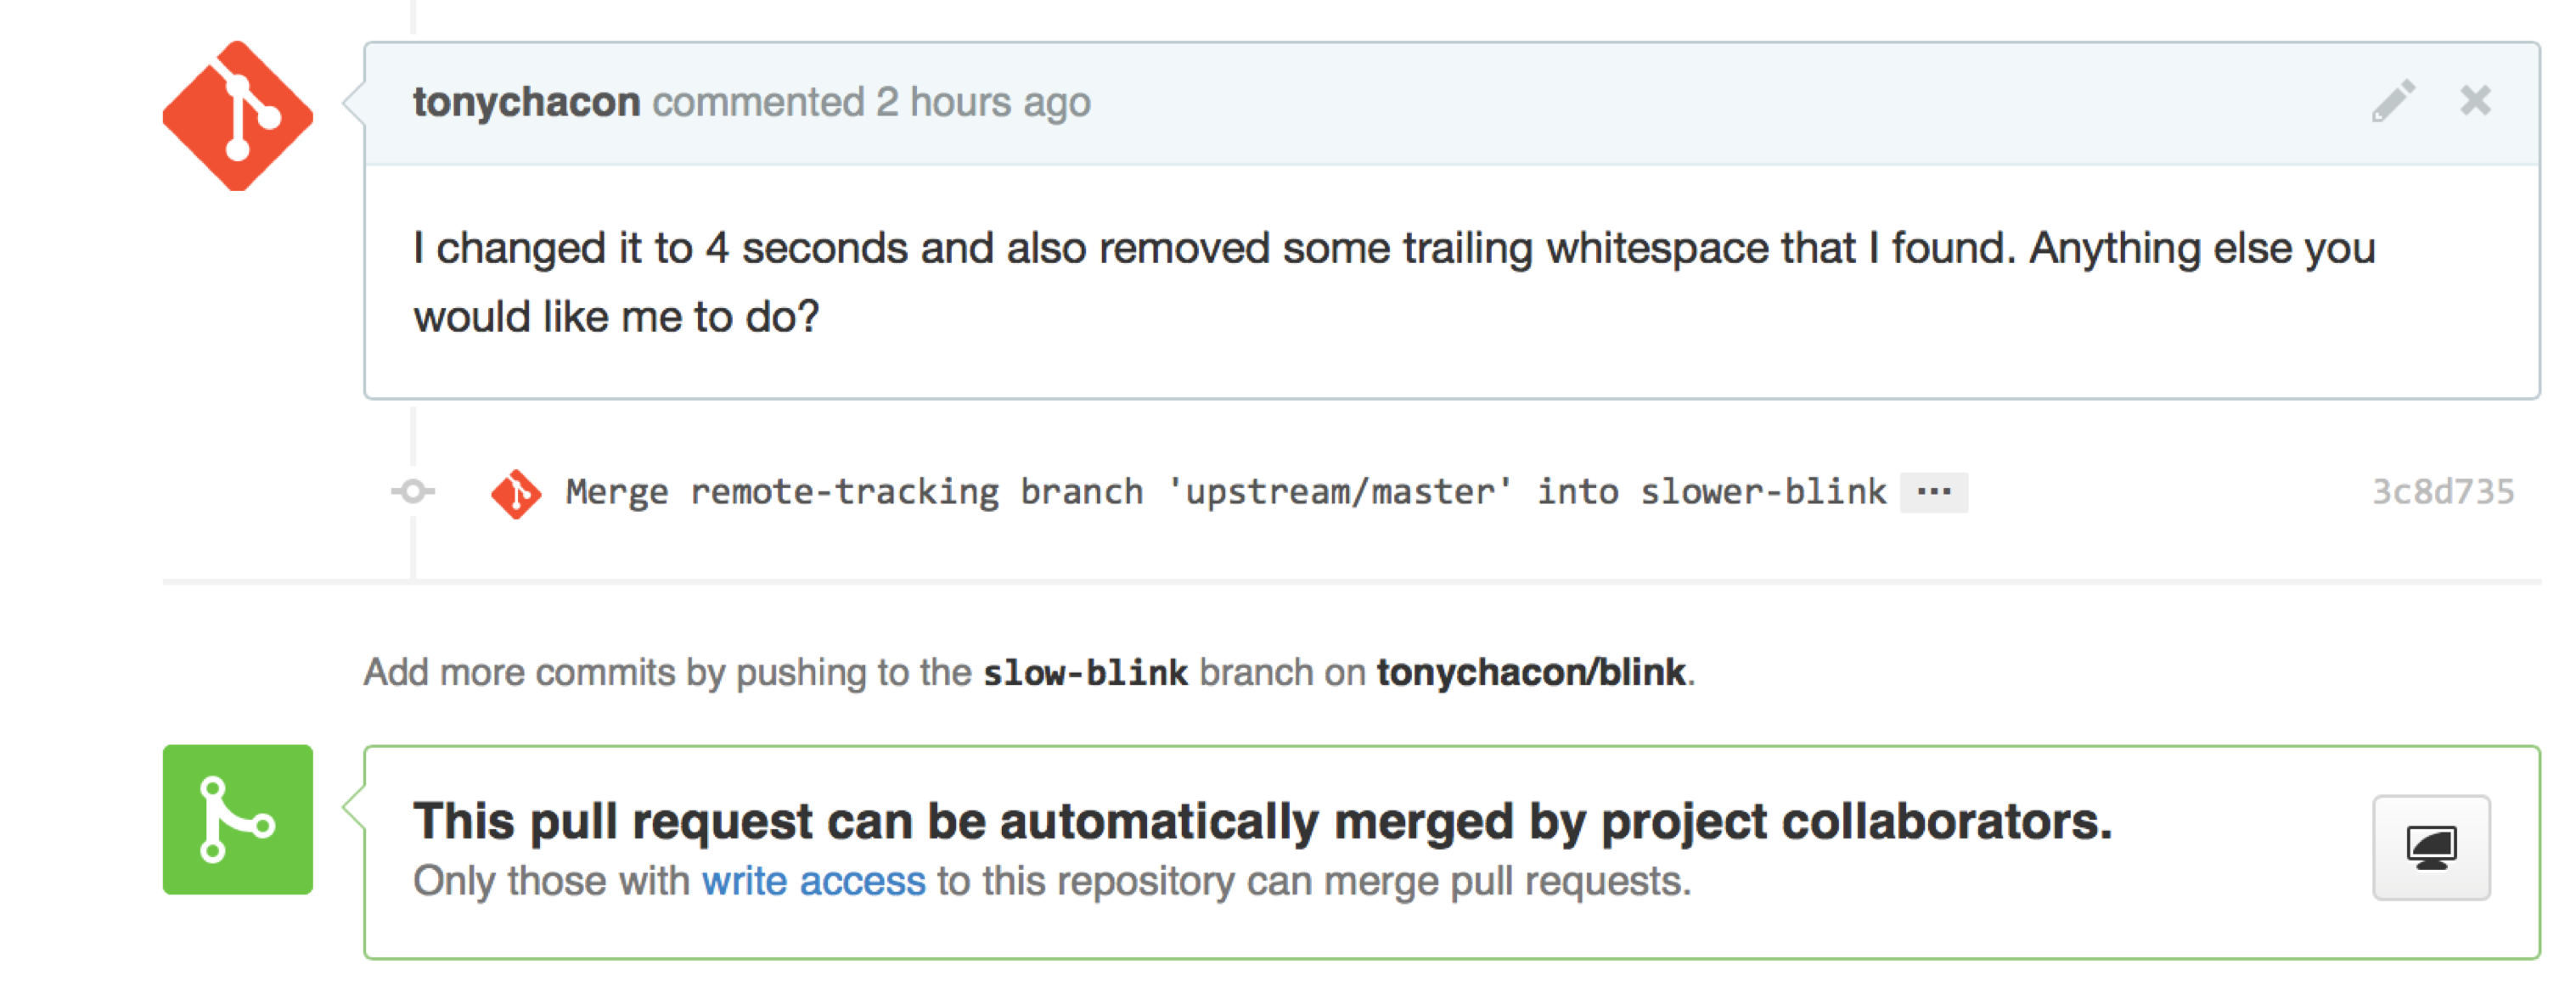 tonychacon commented 2 hours ago
I changed it to 4 seconds and also removed some trailing whitespace that I found. Anything else you
would like me to do?
Merge remote-tracking branch 'upstream/master' into slower-blink ... 3c8d735
Add more commits by pushing to the slow-blink branch on tonychacon/blink.
This pull request can be automatically merged by project collaborators.
Only those with write access to this repository can merge pull requests.